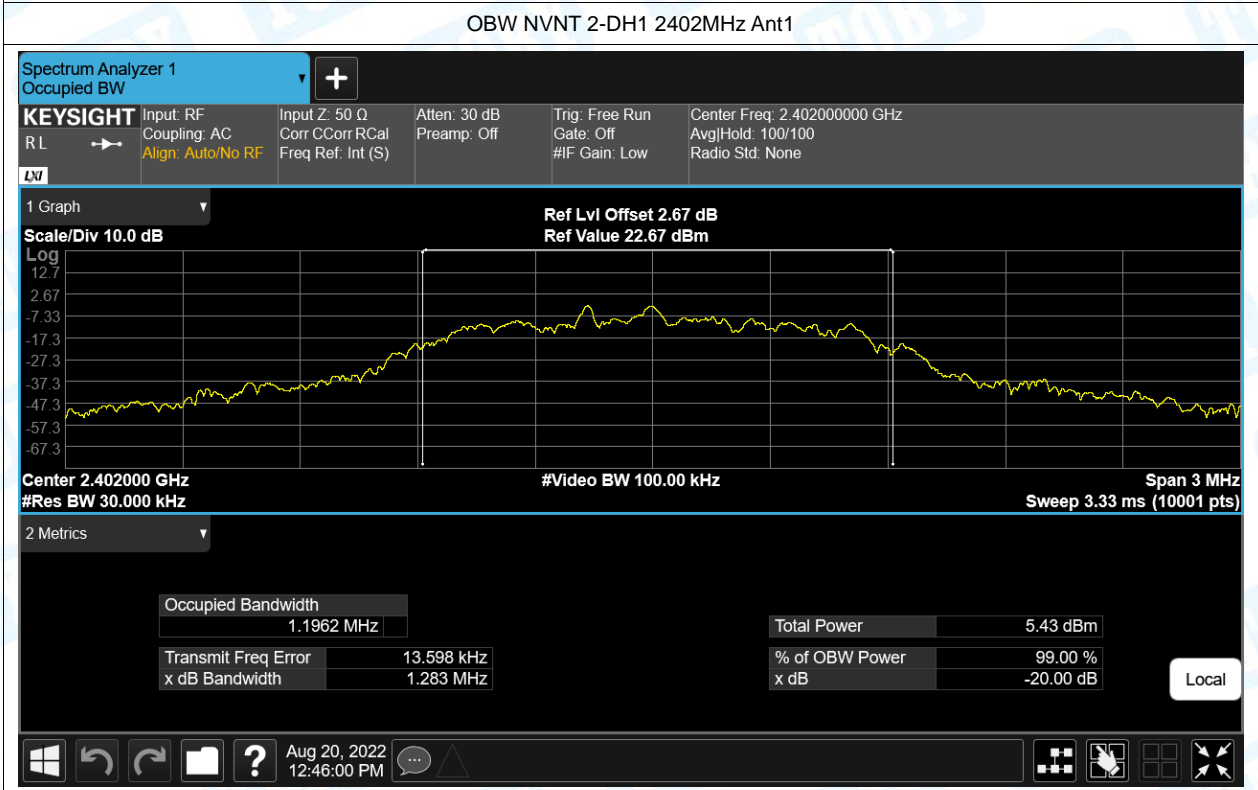 OBW NVNT 2-DH1 2402MHz Ant1
Spectrum Analyzer 1
Occupied BW
KEYSIGHT
RL
LXI
Input: RF
Coupling: AC
Align: Auto/No RF
Input Z: 50 Ω
Corr CCorr RCal
Freq Ref: Int (S)
Atten: 30 dB
Preamp: Off
Trig: Free Run
Gate: Off
#IF Gain: Low
Center Freq: 2.402000000 GHz
Avg|Hold: 100/100
Radio Std: None
1 Graph
Scale/Div 10.0 dB
Ref Lvl Offset 2.67 dB
Ref Value 22.67 dBm
Log
12.7
2.67
-7.33
-17.3
-27.3
-37.3
-47.3
-57.3
-67.3
Center 2.402000 GHz
#Res BW 30.000 kHz
#Video BW 100.00 kHz
Span 3 MHz
Sweep 3.33 ms (10001 pts)
2 Metrics
Occupied Bandwidth
1.1962 MHz
Transmit Freq Error 13.598 kHz
x dB Bandwidth 1.283 MHz
Total Power 5.43 dBm
% of OBW Power 99.00 %
x dB -20.00 dB
Local
?
Aug 20, 2022
12:46:00 PM